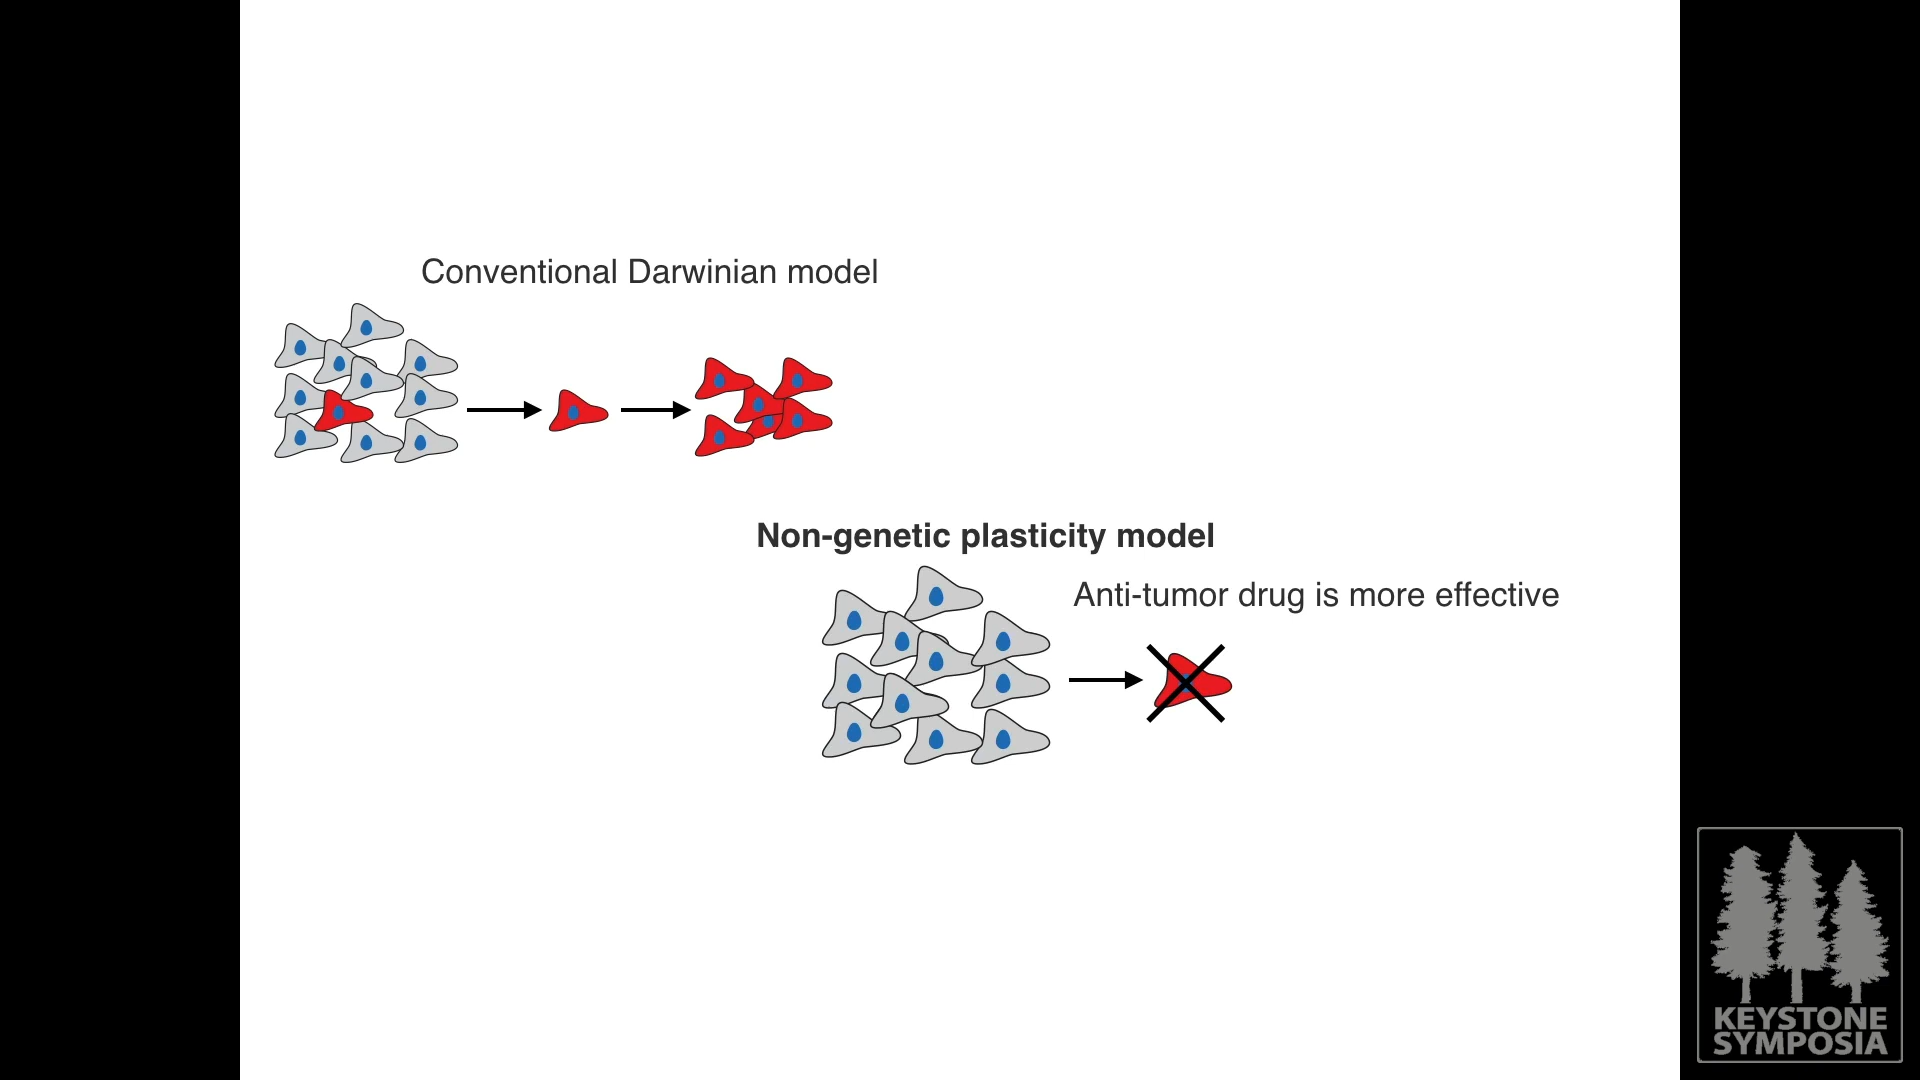 Conventional Darwinian model
Non-genetic plasticity model
Anti-tumor drug is more effective
KEYSTONE
SYMPOSIA